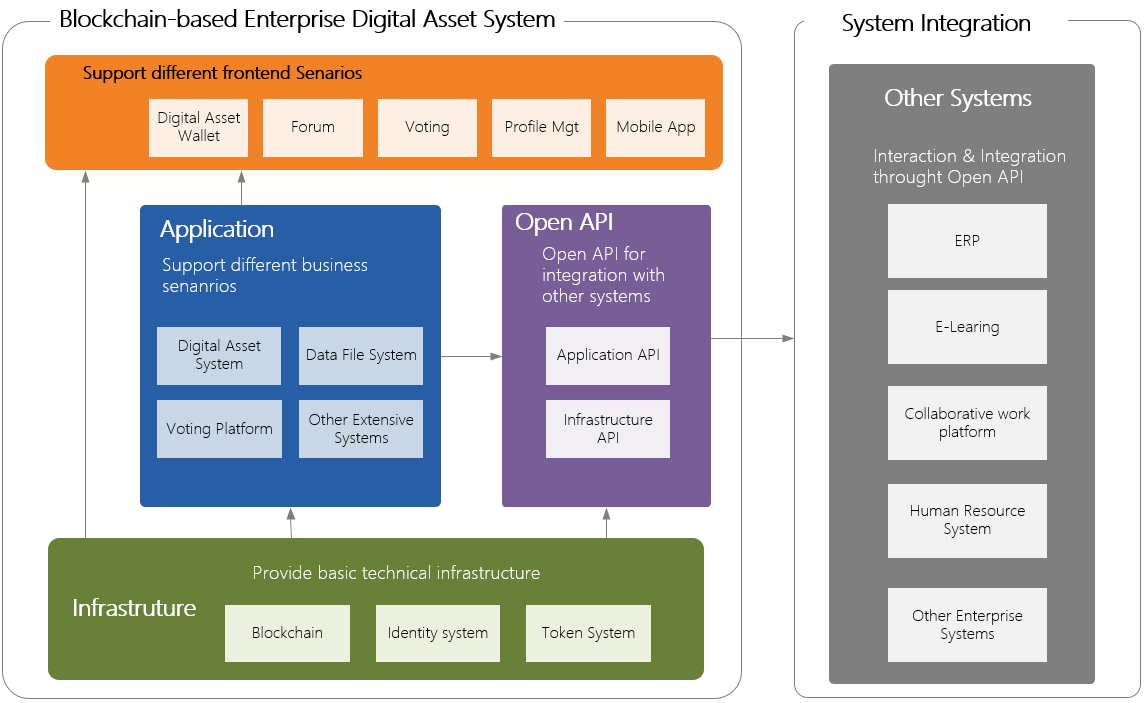 Blockchain-based Enterprise Digital Asset System
Support different frontend Senarios
Digital Asset
Wallet
Forum
Voting
Profile Mgt
Mobile App
Application
Support different business
senanrios
Digital Asset
System
Data File System
Voting Platform
Other Extensive
Systems
Open API
Open API for
integration with
other systems
Application API
Infrastructure
API
Provide basic technical infrastructure
Infrastruture
Blockchain
Identity system
Token System
System Integration
Other Systems
Interaction & Integration
throught Open API
ERP
E-Learing
Collaborative work
platform
Human Resource
System
Other Enterprise
Systems